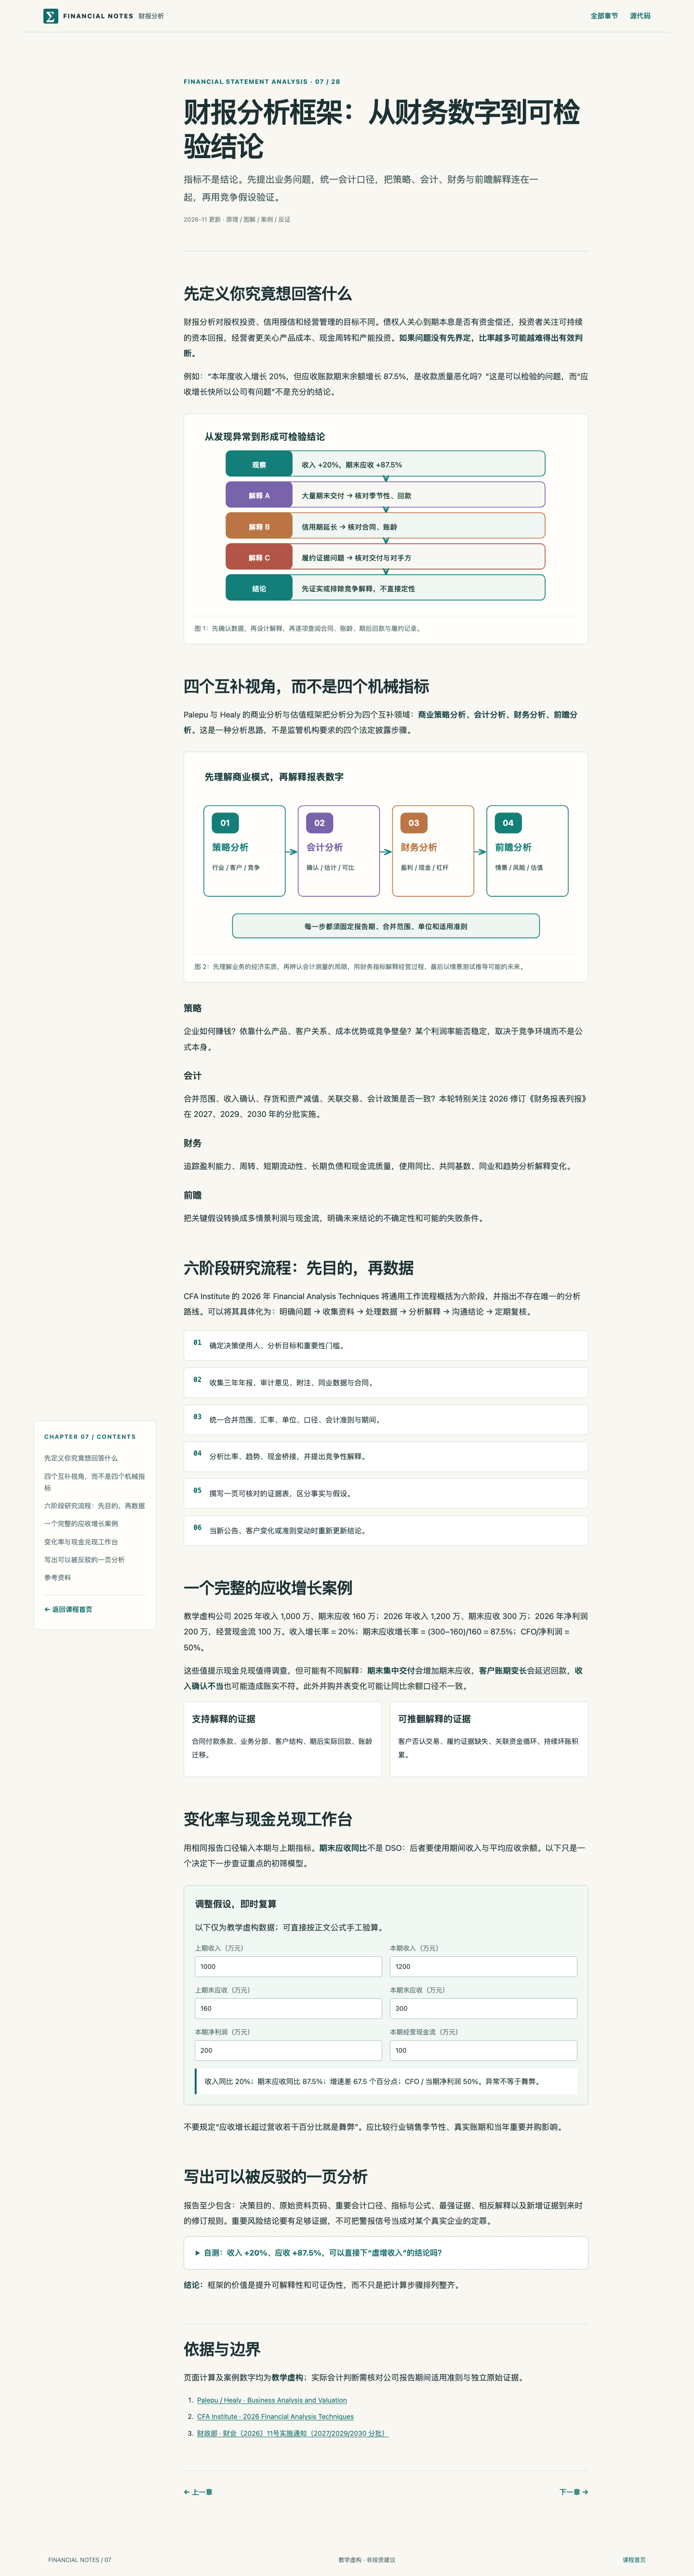 FINANCIAL NOTES 财报分析
全部章节 源代码
FINANCIAL STATEMENT ANALYSIS · 07 / 28
财报分析框架：从财务数字到可检
验结论
指标不是结论。先提出业务问题，统一会计口径，把策略、会计、财务与前瞻解释连在一
起，再用竞争假设验证。
2026-11 更新 · 原理 / 图解 / 案例 / 反证
先定义你究竟想回答什么
财报分析对股权投资、信用授信和经营管理的目标不同。债权人关心到期本息是否有资金偿还，投资者关注可持续
的资本回报，经营者更关心产品成本、现金周转和产能投资。如果问题没有先界定，比率越多可能越难得出有效判
断。
例如：“本年度收入增长 20%，但应收账款期末余额增长 87.5%，是收款质量恶化吗？”这是可以检验的问题，而“应
收增长快所以公司有问题”不是充分的结论。
从发现异常到形成可检验结论
观察 收入 +20%，期末应收 +87.5%
解释 A 大量期末交付 → 核对季节性、回款
解释 B 信用期延长 → 核对合同、账龄
解释 C 履约证据问题 → 核对交付与对手方
结论 先证实或排除竞争解释，不直接定性
图 1：先确认数据，再设计解释，再逐项查阅合同、账龄、期后回款与履约记录。
四个互补视角，而不是四个机械指标
Palepu 与 Healy 的商业分析与估值框架把分析分为四个互补领域：商业策略分析、会计分析、财务分析、前瞻分
析。这是一种分析思路，不是监管机构要求的四个法定披露步骤。
先理解商业模式，再解释报表数字
01 02 03 04
策略分析 会计分析 财务分析 前瞻分析
行业 / 客户 / 竞争 确认 / 估计 / 可比 盈利 / 现金 / 杠杆 情景 / 风险 / 估值
每一步都须固定报告期、合并范围、单位和适用准则
图 2：先理解业务的经济实质，再辨认会计测量的局限，用财务指标解释经营过程，最后以情景测试推导可能的未来。
策略
企业如何赚钱？依靠什么产品、客户关系、成本优势或竞争壁垒？某个利润率能否稳定，取决于竞争环境而不是公
式本身。
会计
合并范围、收入确认、存货和资产减值、关联交易、会计政策是否一致？本轮特别关注 2026 修订《财务报表列报》
在 2027、2029、2030 年的分批实施。
财务
追踪盈利能力、周转、短期流动性、长期负债和现金流质量，使用同比、共同基数、同业和趋势分析解释变化。
前瞻
把关键假设转换成多情景利润与现金流，明确未来结论的不确定性和可能的失败条件。
六阶段研究流程：先目的，再数据
CFA Institute 的 2026 年 Financial Analysis Techniques 将通用工作流程概括为六阶段，并指出不存在唯一的分析
路线。可以将其具体化为：明确问题 → 收集资料 → 处理数据 → 分析解释 → 沟通结论 → 定期复核。
01 确定决策使用人、分析目标和重要性门槛。
02 收集三年年报、审计意见、附注、同业数据与合同。
03 统一合并范围、汇率、单位、口径、会计准则与期间。
04 分析比率、趋势、现金桥接，并提出竞争性解释。
05 撰写一页可核对的证据表，区分事实与假设。
06 当新公告、客户变化或准则变动时重新更新结论。
CHAPTER 07 / CONTENTS
先定义你究竟想回答什么
四个互补视角，而不是四个机械指
标
六阶段研究流程：先目的，再数据
一个完整的应收增长案例
变化率与现金兑现工作台
写出可以被反驳的一页分析
参考资料
← 返回课程首页
一个完整的应收增长案例
教学虚构公司 2025 年收入 1,000 万、期末应收 160 万；2026 年收入 1,200 万、期末应收 300 万；2026 年净利润
200 万，经营现金流 100 万。收入增长率 = 20%；期末应收增长率 = (300−160)/160 = 87.5%；CFO/净利润 =
50%。
这些值提示现金兑现值得调查，但可能有不同解释：期末集中交付会增加期末应收，客户账期变长会延迟回款，收
入确认不当也可能造成账实不符。此外并购并表变化可能让同比余额口径不一致。
支持解释的证据
合同付款条款、业务分部、客户结构、期后实际回款、账龄
迁移。
可推翻解释的证据
客户否认交易、履约证据缺失、关联资金循环、持续坏账积
累。
变化率与现金兑现工作台
用相同报告口径输入本期与上期指标。期末应收同比不是 DSO：后者要使用期间收入与平均应收余额。以下只是一
个决定下一步查证重点的初筛模型。
调整假设，即时复算
以下仅为教学虚构数据；可直接按正文公式手工验算。
上期收入（万元） 本期收入（万元）
1000 1200
上期末应收（万元） 本期末应收（万元）
160 300
本期净利润（万元） 本期经营现金流（万元）
200 100
收入同比 20%；期末应收同比 87.5%；增速差 67.5 个百分点；CFO / 当期净利润 50%。异常不等于舞弊。
不要规定“应收增长超过营收若干百分比就是舞弊”。应比较行业销售季节性、真实账期和当年重要并购影响。
写出可以被反驳的一页分析
报告至少包含：决策目的、原始资料页码、重要会计口径、指标与公式、最强证据、相反解释以及新增证据到来时
的修订规则。重要风险结论要有足够证据，不可把警报信号当成对某个真实企业的定罪。
▶ 自测：收入 +20%、应收 +87.5%，可以直接下“虚增收入”的结论吗？
结论：框架的价值是提升可解释性和可证伪性，而不只是把计算步骤排列整齐。
依据与边界
页面计算及案例数字均为教学虚构；实际会计判断需核对公司报告期间适用准则与独立原始证据。
1. Palepu / Healy · Business Analysis and Valuation
2. CFA Institute · 2026 Financial Analysis Techniques
3. 财政部 · 财会〔2026〕11号实施通知（2027/2029/2030 分批）
← 上一章 下一章 →
FINANCIAL NOTES / 07 教学虚构 · 非投资建议 课程首页